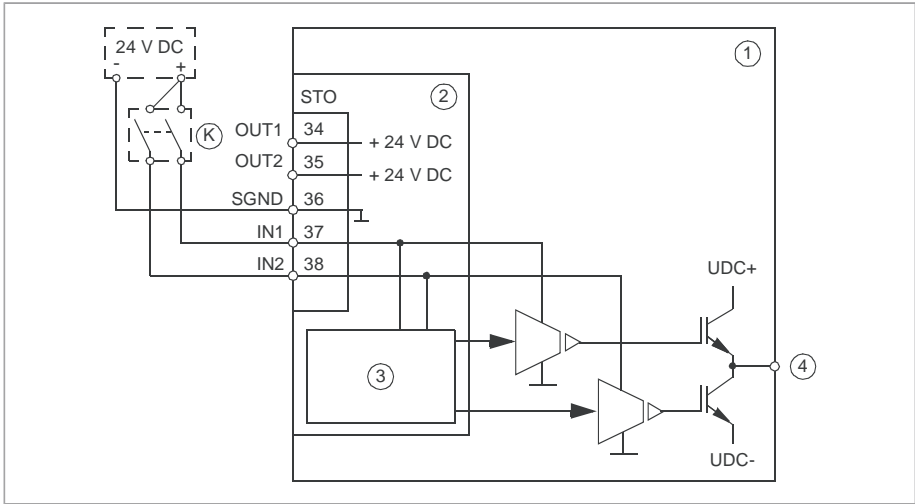 24 V DC
- +
K
1
2
STO
OUT1 34 + 24 V DC
OUT2 35 + 24 V DC
SGND 36
IN1 37
IN2 38
UDC+
3
4
UDC-